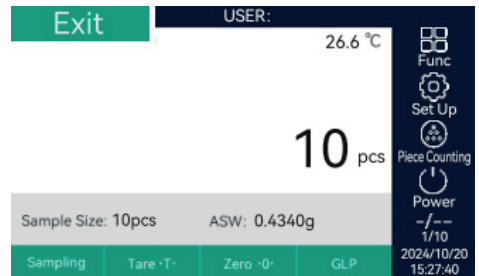 Exit
USER:
26.6 °C
10 pcs
Sample Size: 10pcs
ASW: 0.4340g
Sampling
Tare ·T·
Zero ·0·
GLP
Func
Set Up
Piece Counting
Power
-/--
1/10
2024/10/20
15:27:40